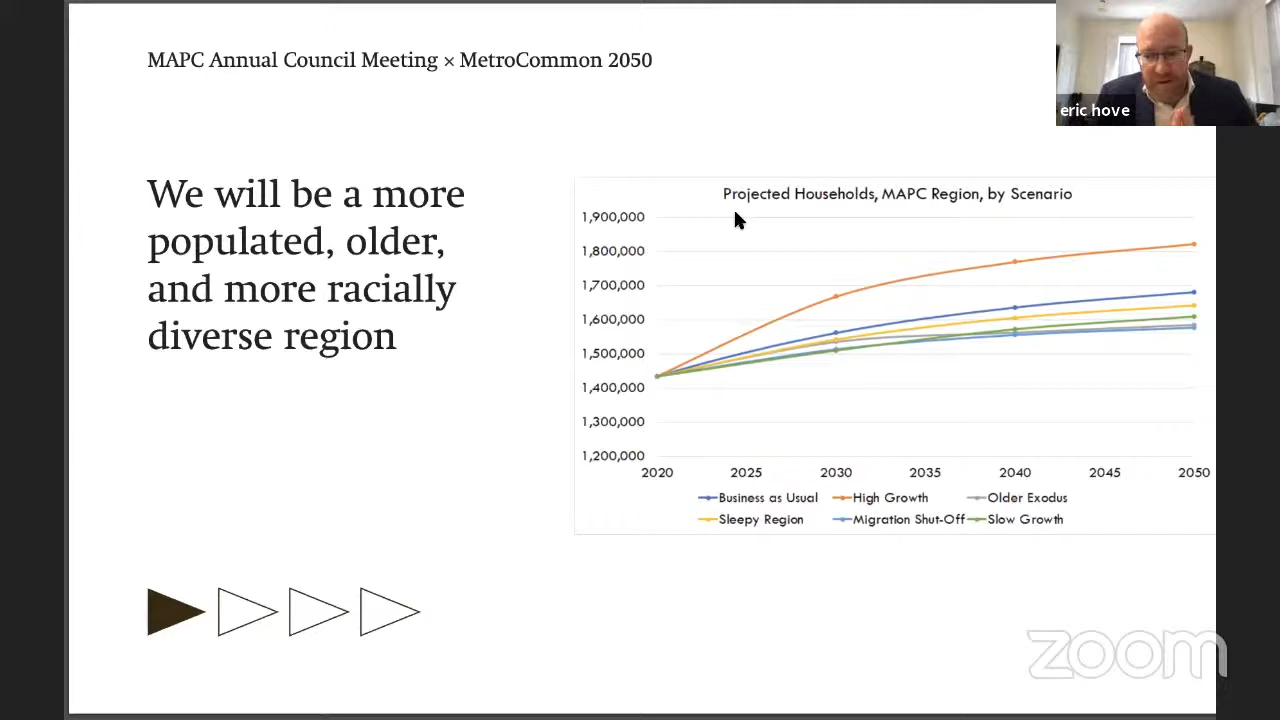 MAPC Annual Council Meeting × MetroCommon 2050
eric hove
We will be a more
populated, older,
and more racially
diverse region
Projected Households, MAPC Region, by Scenario
1,900,000
1,800,000
1,700,000
1,600,000
1,500,000
1,400,000
1,300,000
1,200,000
2020 2025 2030 2035 2040 2045 2050
Business as Usual High Growth Older Exodus
Sleepy Region Migration Shut-Off Slow Growth
zoom